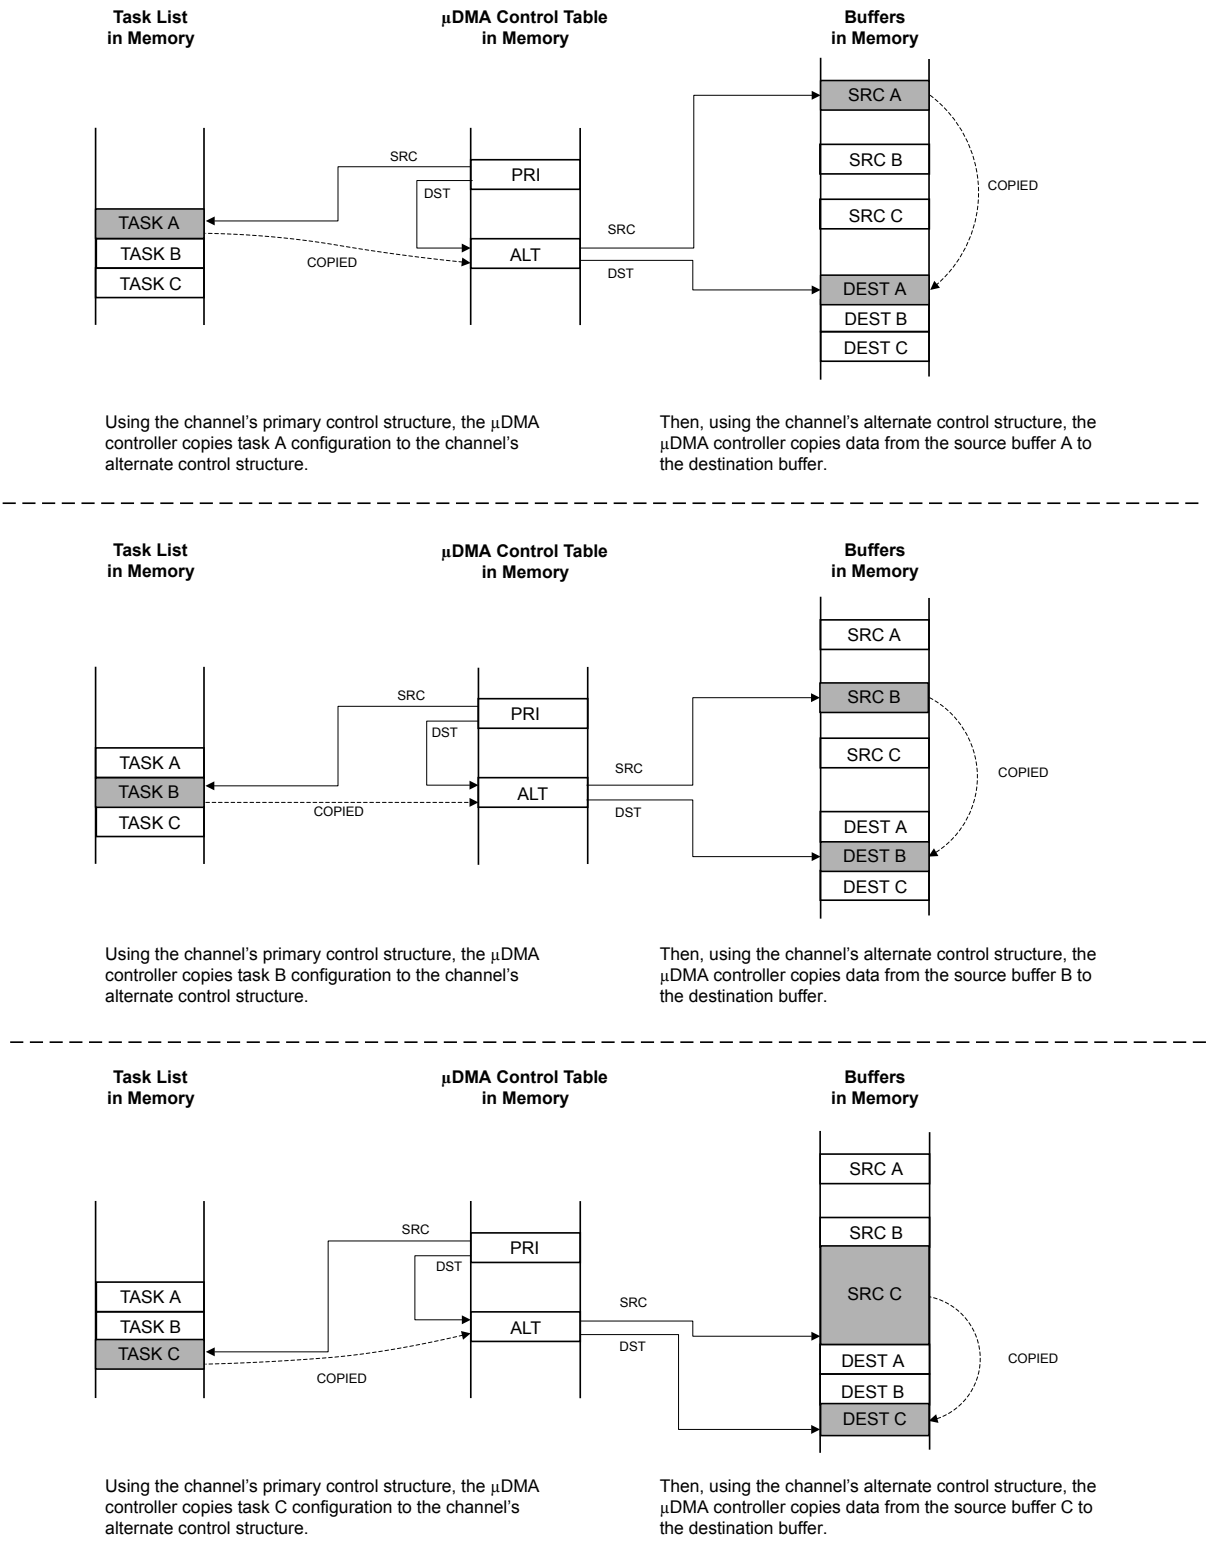 Task List
in Memory
µDMA Control Table
in Memory
Buffers
in Memory
SRC A
SRC B
SRC C
DEST A
DEST B
DEST C
COPIED
SRC
DST
PRI
ALT
SRC
DST
TASK A
TASK B
TASK C
COPIED
Using the channel's primary control structure, the µDMA
controller copies task A configuration to the channel's
alternate control structure.
Then, using the channel's alternate control structure, the
µDMA controller copies data from the source buffer A to
the destination buffer.
Task List
in Memory
µDMA Control Table
in Memory
Buffers
in Memory
SRC A
SRC B
SRC C
DEST A
DEST B
DEST C
COPIED
SRC
DST
PRI
ALT
SRC
DST
TASK A
TASK B
TASK C
COPIED
Using the channel's primary control structure, the µDMA
controller copies task B configuration to the channel's
alternate control structure.
Then, using the channel's alternate control structure, the
µDMA controller copies data from the source buffer B to
the destination buffer.
Task List
in Memory
µDMA Control Table
in Memory
Buffers
in Memory
SRC A
SRC B
SRC C
DEST A
DEST B
DEST C
COPIED
SRC
DST
PRI
ALT
SRC
DST
TASK A
TASK B
TASK C
COPIED
Using the channel's primary control structure, the µDMA
controller copies task C configuration to the channel's
alternate control structure.
Then, using the channel's alternate control structure, the
µDMA controller copies data from the source buffer C to
the destination buffer.